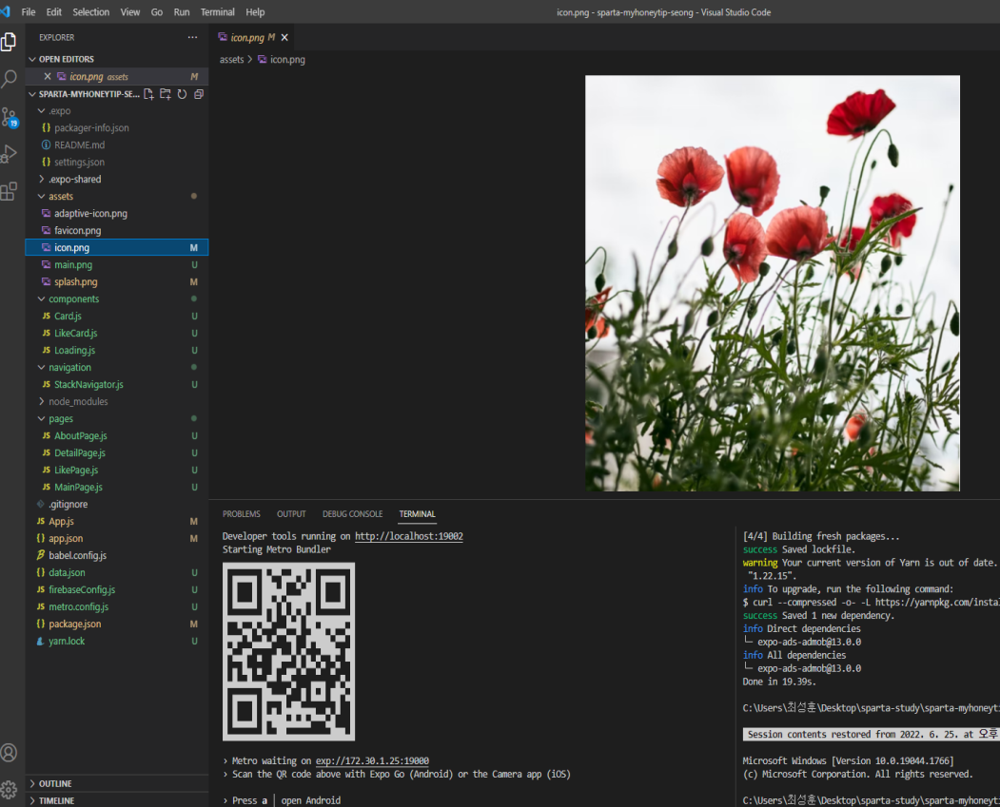 File Edit Selection View Go Run Terminal Help
icon.png - sparta-myhoneytip-seong - Visual Studio Code
EXPLORER
OPEN EDITORS
icon.png assets M
SPARTA-MYHONEYTIP-SE...
.expo
packager-info.json
README.md
settings.json
.expo-shared
assets
adaptive-icon.png
favicon.png
icon.png M
main.png U
splash.png M
components
JS Card.js U
JS LikeCard.js U
JS Loading.js U
navigation
JS StackNavigator.js U
node_modules
pages
JS AboutPage.js U
JS DetailPage.js U
JS LikePage.js U
JS MainPage.js U
.gitignore
JS App.js M
{} app.json M
babel.config.js
{} data.json U
JS firebaseConfig.js U
JS metro.config.js U
{} package.json M
yarn.lock U
OUTLINE
TIMELINE
19
icon.png M
assets > icon.png
PROBLEMS OUTPUT DEBUG CONSOLE TERMINAL
Developer tools running on http://localhost:19002
Starting Metro Bundler
› Metro waiting on exp://172.30.1.25:19000
› Scan the QR code above with Expo Go (Android) or the Camera app (iOS)
› Press a │ open Android
[4/4] Building fresh packages...
success Saved lockfile.
warning Your current version of Yarn is out of date.
"1.22.15".
info To upgrade, run the following command:
$ curl --compressed -o- -L https://yarnpkg.com/instal
success Saved 1 new dependency.
info Direct dependencies
└─ expo-ads-admob@13.0.0
info All dependencies
└─ expo-ads-admob@13.0.0
Done in 19.39s.
C:\Users\최성훈\Desktop\sparta-study\sparta-myhoneyti
Session contents restored from 2022. 6. 25. at 오후
Microsoft Windows [Version 10.0.19044.1766]
(c) Microsoft Corporation. All rights reserved.
C:\Users\최성훈\Desktop\sparta-study\sparta-myhoneyti